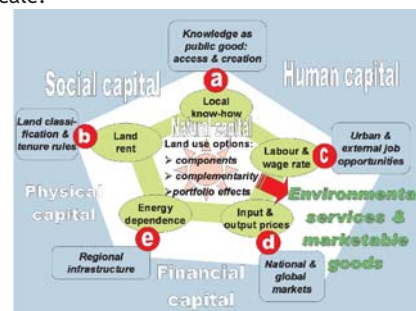 cale?
Knowledge as
public good:
access & creation
a
Social capital
Human capital
Local
know-how
Land classi-
fication &
tenure rules
b
Land
rent
Natural capital
Land use options:
➢ components
➢ complementarity
➢ portfolio effects
Labour &
wage rate
c
Urban &
external job
opportunities
Physical
capital
Energy
dependence
e
Input &
output prices
d
Environmental
services &
marketable
goods
Regional
infrastructure
Financial
capital
National &
global
markets